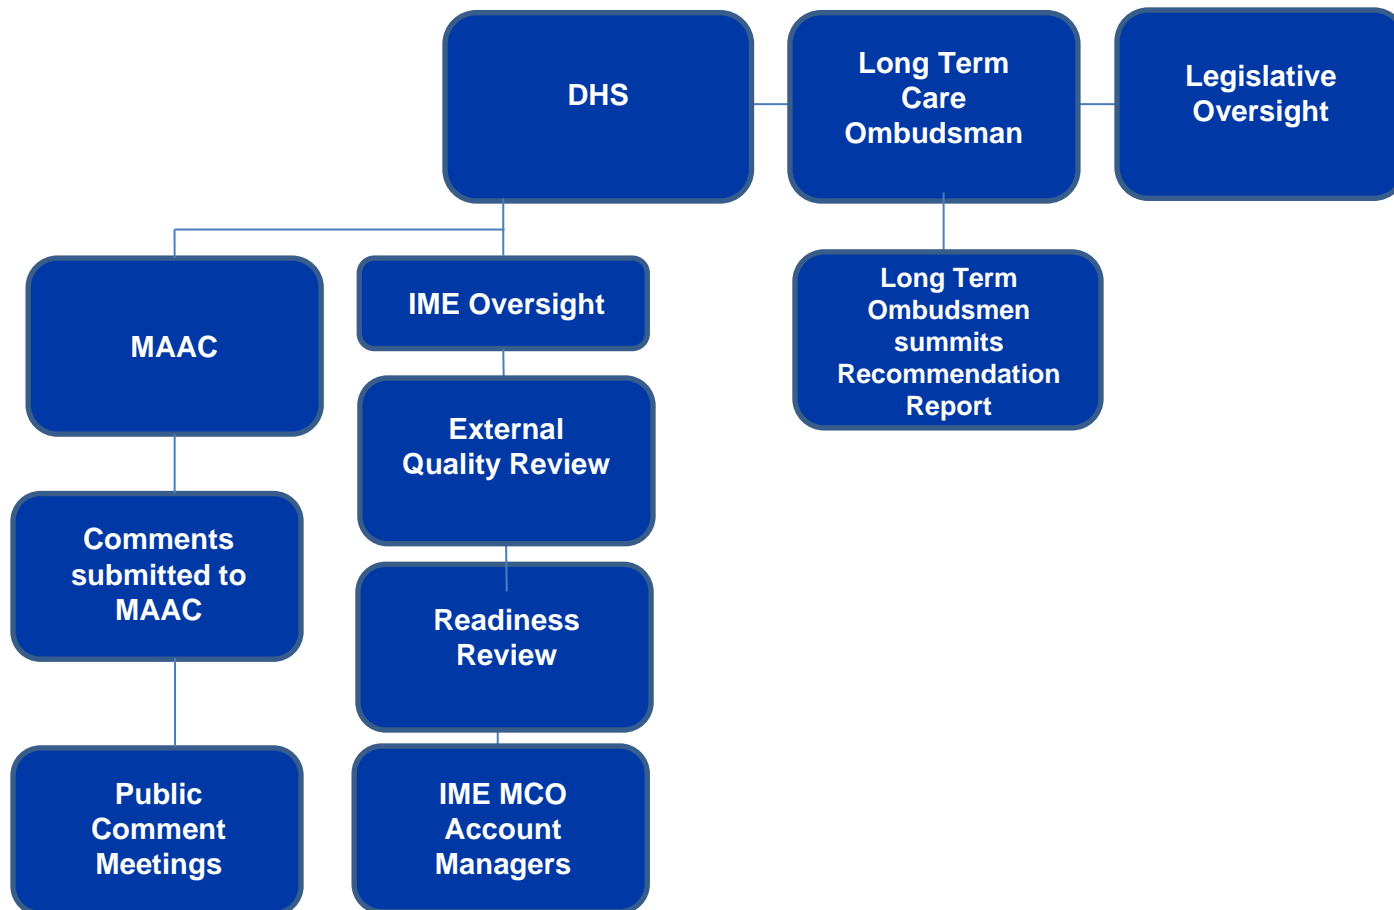 DHS
Long Term
Care
Ombudsman
Legislative
Oversight
MAAC
IME Oversight
Long Term
Ombudsmen
summits
Recommendation
Report
External
Quality Review
Comments
submitted to
MAAC
Readiness
Review
Public
Comment
Meetings
IME MCO
Account
Managers